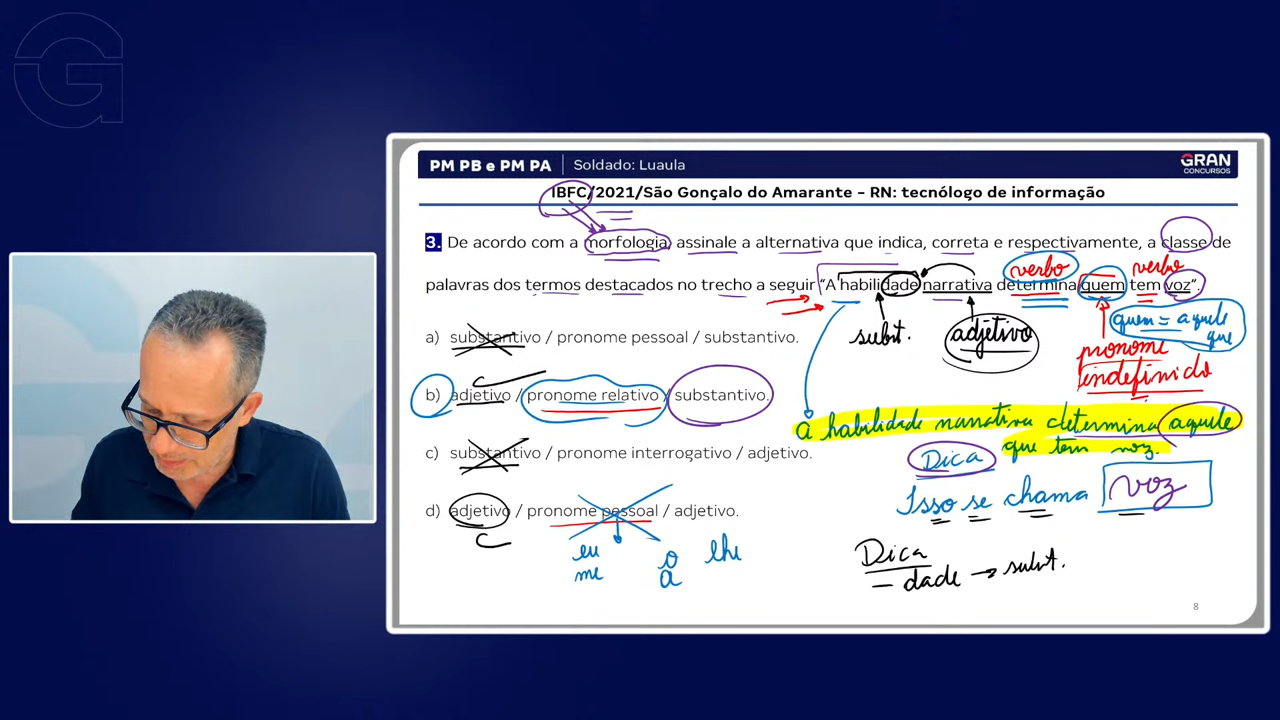 PM PB e PM PA | Soldado: Luaula
GRAN
CONCURSOS
IBFC/2021/São Gonçalo do Amarante – RN: tecnólogo de informação
3. De acordo com a morfologia, assinale a alternativa que indica, correta e respectivamente, a classe de
verbo verbo
palavras dos termos destacados no trecho a seguir “A habilidade narrativa determina quem tem voz”.
subst. adjetivo
quem = aquele
que
pronome
indefinido
a) substantivo / pronome pessoal / substantivo.
b) adjetivo / pronome relativo / substantivo.
A habilidade narrativa determina aquele
que tem voz.
c) substantivo / pronome interrogativo / adjetivo.
Dica
Isso se chama voz
d) adjetivo / pronome pessoal / adjetivo.
eu o lhe
me a
Dica
– dade → subst.
8